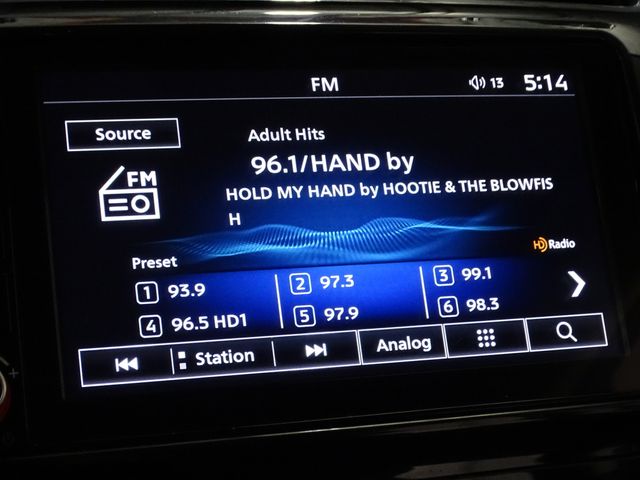 FM 13 5:14
Source
Adult Hits
FM
96.1/HAND by
HOLD MY HAND by HOOTIE & THE BLOWFIS
H
HD Radio
Preset
1 93.9 2 97.3 3 99.1
4 96.5 HD1 5 97.9 6 98.3
Station Analog